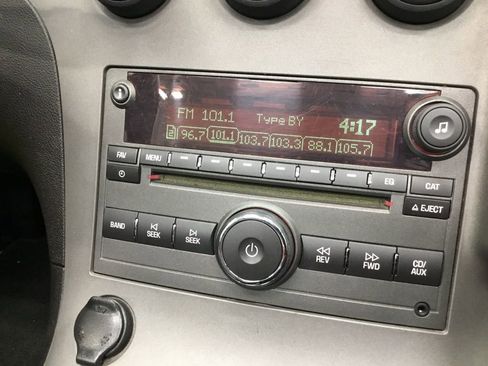 FM 101.1 Type BY 4:17
2 96.7 101.1 103.7 103.3 88.1 105.7
FAV MENU EQ CAT
EJECT
BAND SEEK SEEK REV FWD CD/
AUX